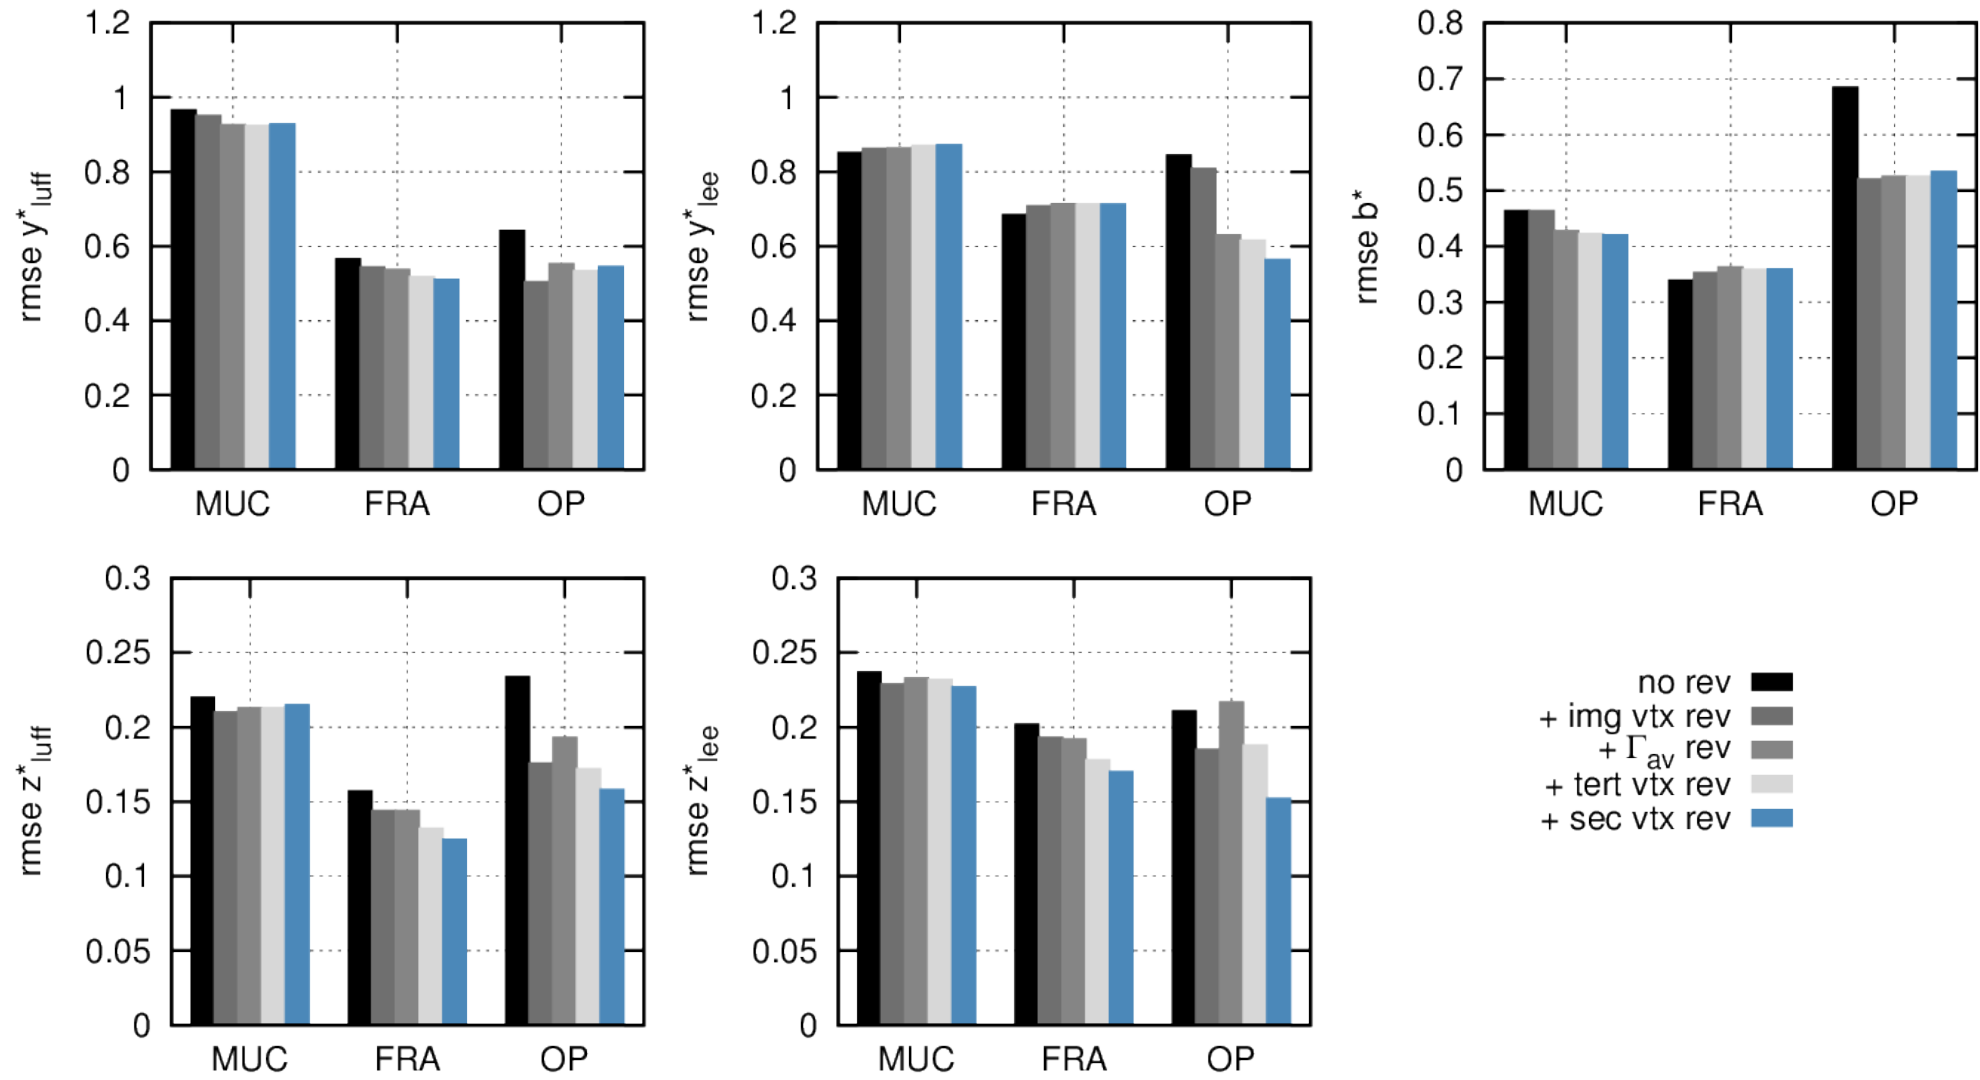 rmse y*luff
1.2
1
0.8
0.6
0.4
0.2
0
MUC FRA OP
rmse y*lee
1.2
1
0.8
0.6
0.4
0.2
0
MUC FRA OP
rmse b*
0.8
0.7
0.6
0.5
0.4
0.3
0.2
0.1
0
MUC FRA OP
rmse z*luff
0.3
0.25
0.2
0.15
0.1
0.05
0
MUC FRA OP
rmse z*lee
0.3
0.25
0.2
0.15
0.1
0.05
0
MUC FRA OP
no rev
+ img vtx rev
+ Γav rev
+ tert vtx rev
+ sec vtx rev